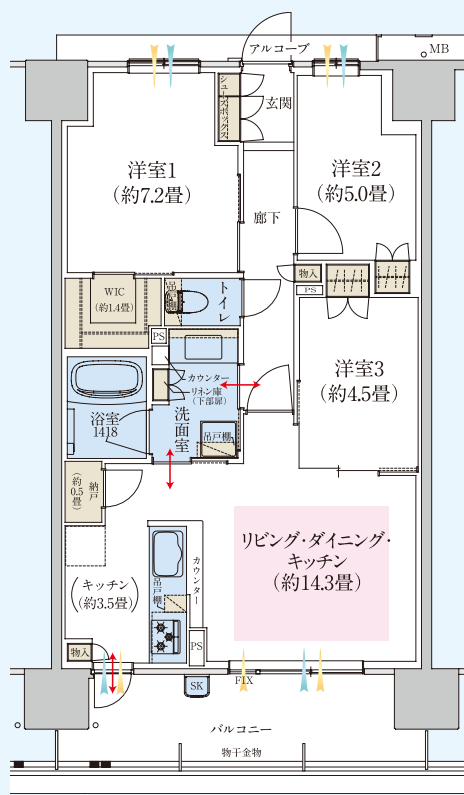 アルコーブ
MB
シューズボックス
玄関
洋室1
(約7.2畳)
洋室2
(約5.0畳)
廊下
物入
PS
WIC
(約1.4畳)
吊戸棚
トイレ
PS
洋室3
(約4.5畳)
カウンター
リネン庫
(下部扉)
浴室
1418
洗面室
吊戸棚
納戸
(約0.5畳)
リビング・ダイニング・
キッチン
(約14.3畳)
カウンター
吊戸棚
キッチン
(約3.5畳)
PS
物入
SK
FIX
バルコニー
物干金物